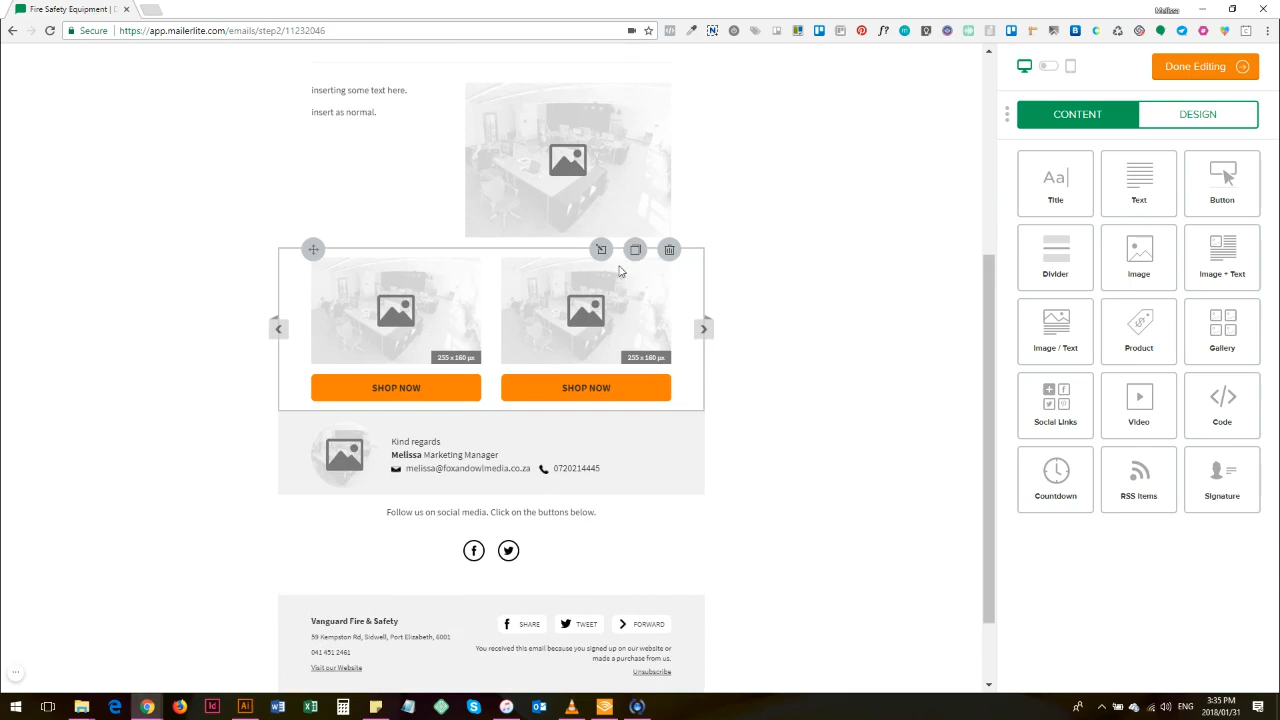 Fire Safety Equipment |
Melissa
Secure
https://app.mailerlite.com/emails/step2/11232046
inserting some text here.
insert as normal.
255 x 160 px
255 x 160 px
SHOP NOW
SHOP NOW
Kind regards
Melissa Marketing Manager
melissa@foxandowlmedia.co.za
0720214445
Follow us on social media. Click on the buttons below.
Vanguard Fire & Safety
59 Kempston Rd, Sidwell, Port Elizabeth, 6001
041 451 2461
Visit our Website
SHARE
TWEET
FORWARD
You received this email because you signed up on our website or
made a purchase from us.
Unsubscribe
Done Editing
CONTENT
DESIGN
Aa|
Title
Text
Button
Divider
Image
Image + Text
Image / Text
Product
Gallery
Social Links
Video
Code
Countdown
RSS items
Signature
ENG
3:35 PM
2018/01/31